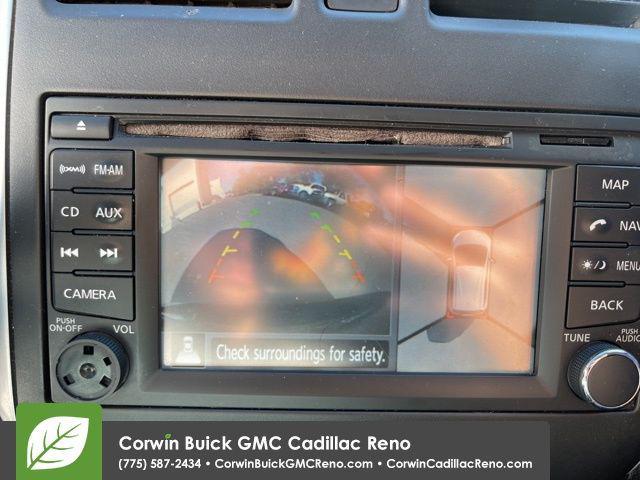 ((XM))
FM-AM
CD
AUX
CAMERA
PUSH
ON-OFF
VOL
Check surroundings for safety.
MAP
NAV
MENU
BACK
TUNE
PUSH
AUDIO
Corwin Buick GMC Cadillac Reno
(775) 587-2434 • CorwinBuickGMCReno.com • CorwinCadillacReno.com